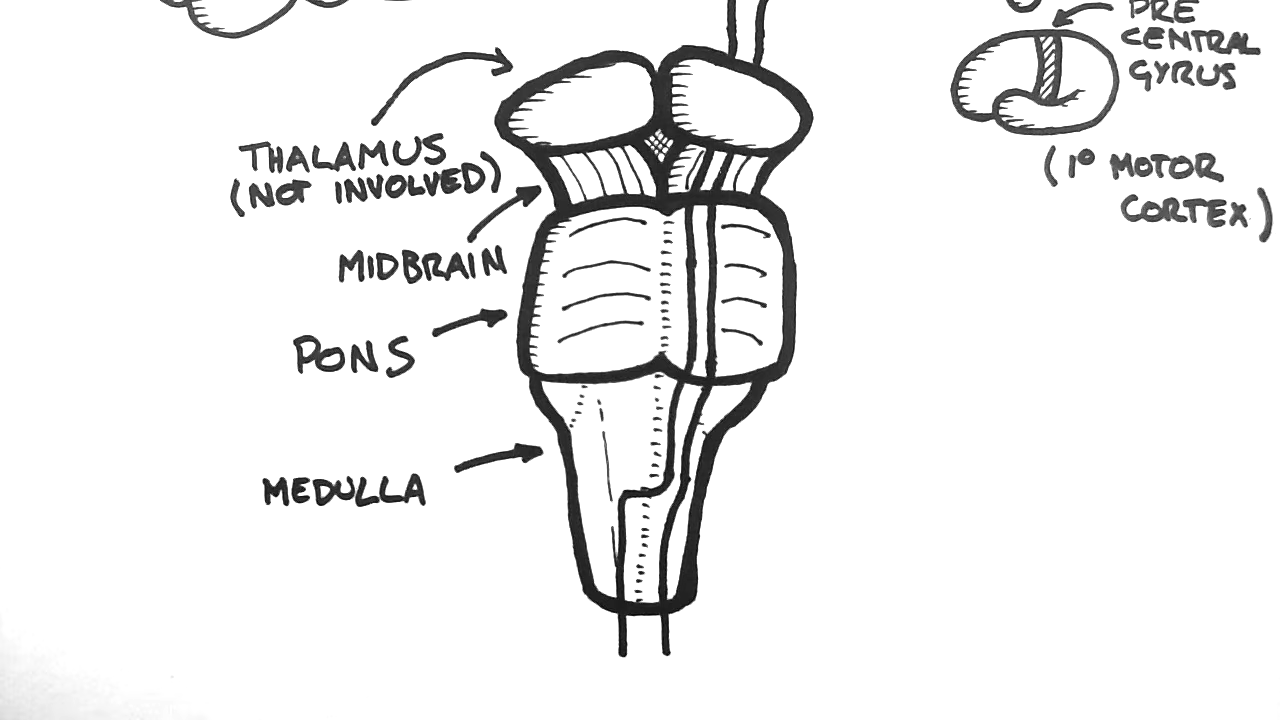 THALAMUS
(NOT INVOLVED)
MIDBRAIN
PONS
MEDULLA
PRE
CENTRAL
GYRUS
(1° MOTOR
CORTEX)